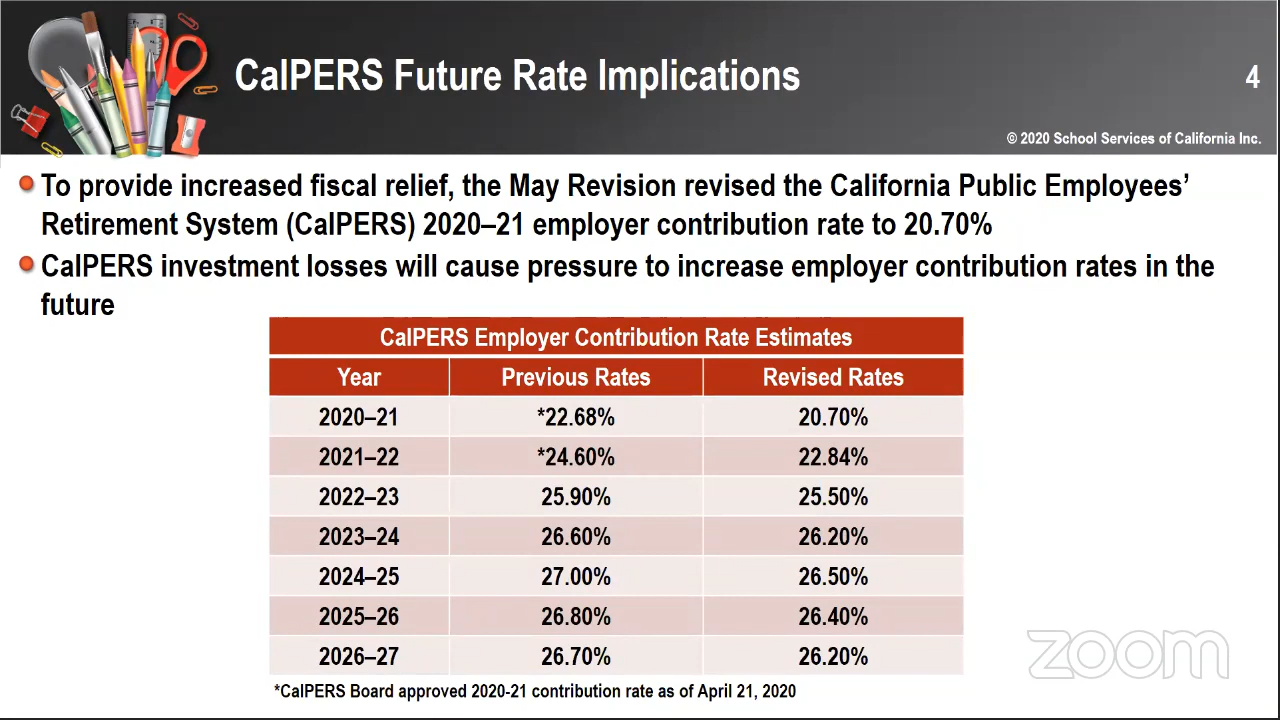 CalPERS Future Rate Implications
4
© 2020 School Services of California Inc.
To provide increased fiscal relief, the May Revision revised the California Public Employees’
Retirement System (CalPERS) 2020–21 employer contribution rate to 20.70%
CalPERS investment losses will cause pressure to increase employer contribution rates in the
future
CalPERS Employer Contribution Rate Estimates
Year Previous Rates Revised Rates
2020–21 *22.68% 20.70%
2021–22 *24.60% 22.84%
2022–23 25.90% 25.50%
2023–24 26.60% 26.20%
2024–25 27.00% 26.50%
2025–26 26.80% 26.40%
2026–27 26.70% 26.20%
*CalPERS Board approved 2020-21 contribution rate as of April 21, 2020
zoom